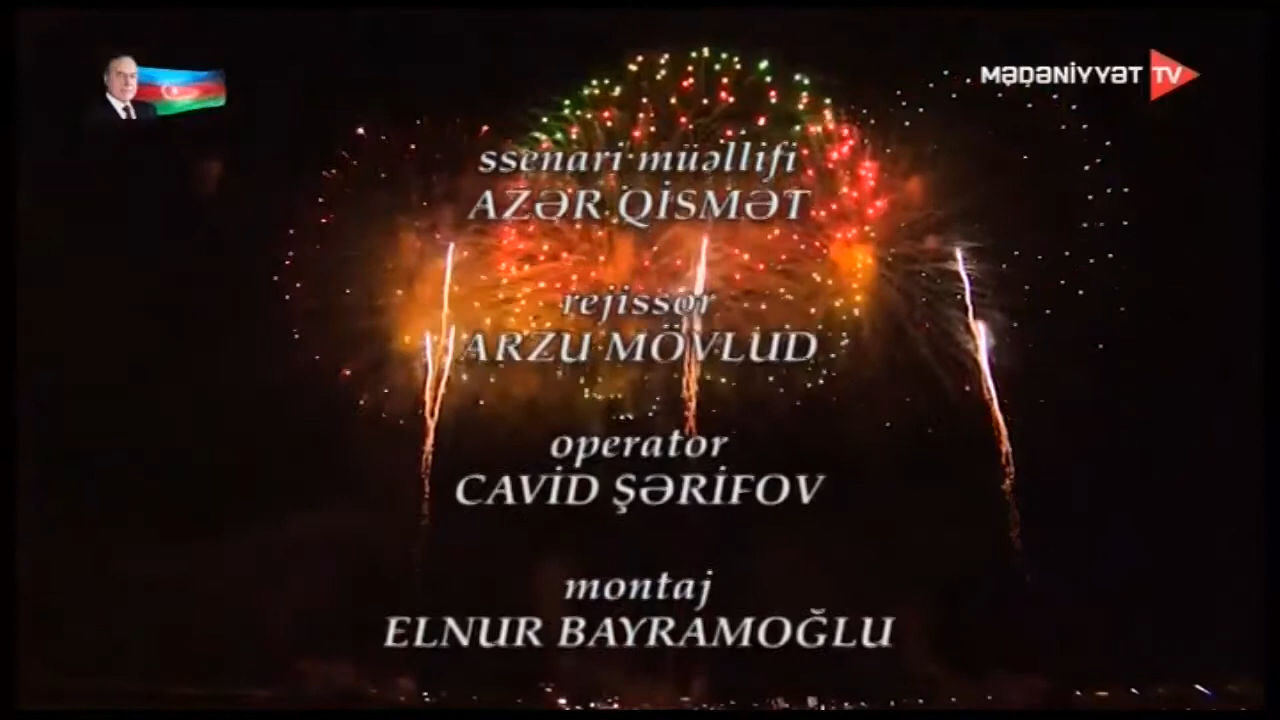 MƏDƏNİYYƏT TV
ssenari müəllifi
AZƏR QİSMƏT
rejissor
ARZU MÖVLUD
operator
CAVİD ŞƏRİFOV
montaj
ELNUR BAYRAMOĞLU